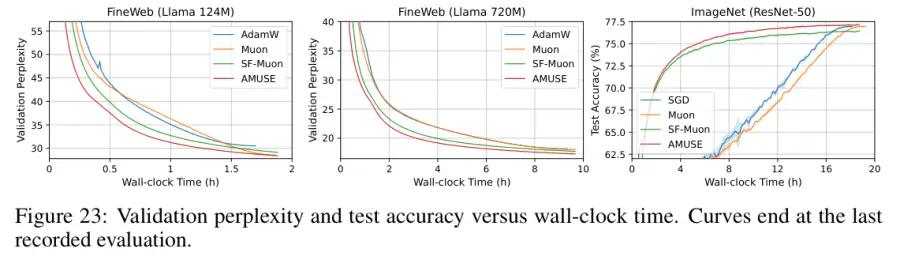 FineWeb (Llama 124M)
Validation Perplexity
55
50
45
40
35
30
AdamW
Muon
SF-Muon
AMUSE
0 0.5 1 1.5 2
Wall-clock Time (h)
FineWeb (Llama 720M)
Validation Perplexity
40
35
30
25
20
AdamW
Muon
SF-Muon
AMUSE
0 2 4 6 8 10
Wall-clock Time (h)
ImageNet (ResNet-50)
Test Accuracy (%)
77.5
75.0
72.5
70.0
67.5
65.0
62.5
SGD
Muon
SF-Muon
AMUSE
0 4 8 12 16 20
Wall-clock Time (h)
Figure 23: Validation perplexity and test accuracy versus wall-clock time. Curves end at the last
recorded evaluation.